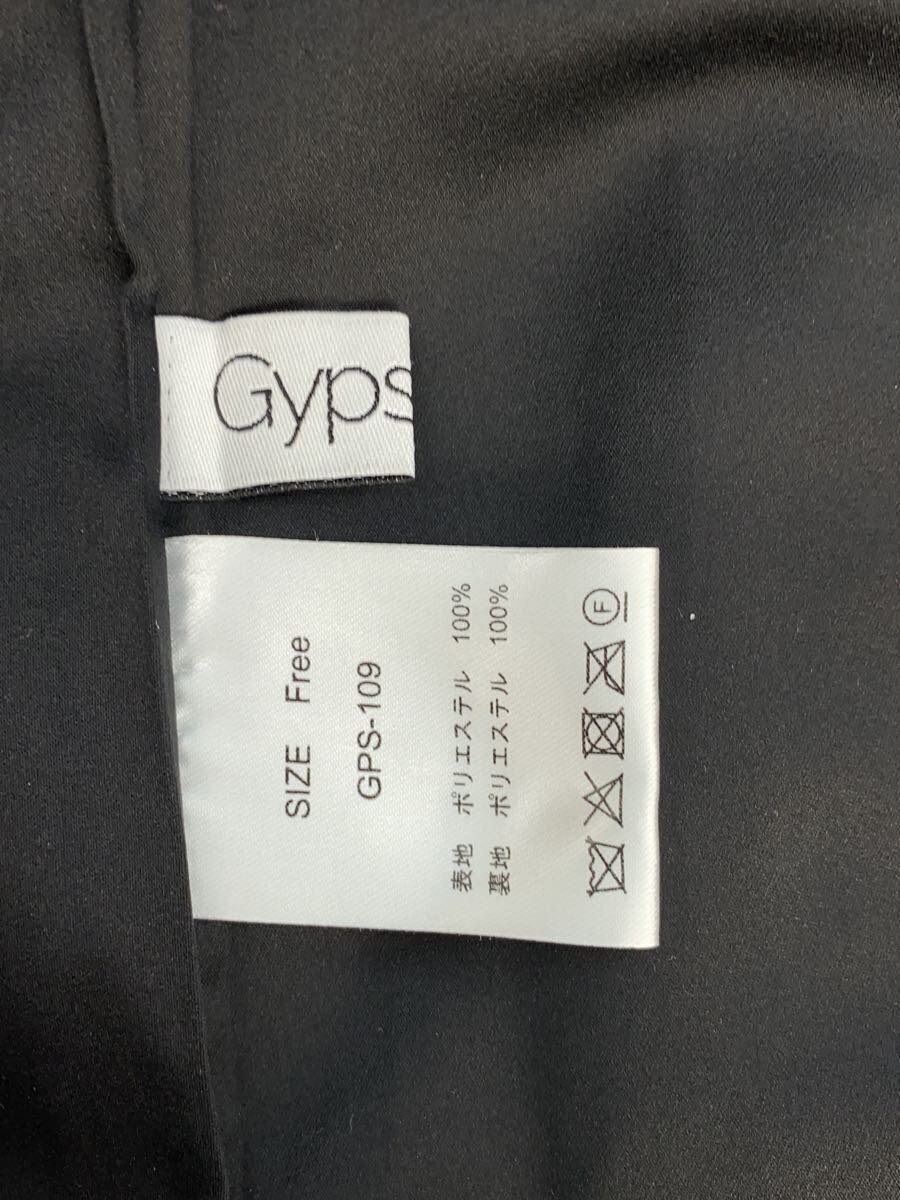 Gyps
SIZE Free
GPS-109
表地 ポリエステル 100%
裏地 ポリエステル 100%
F